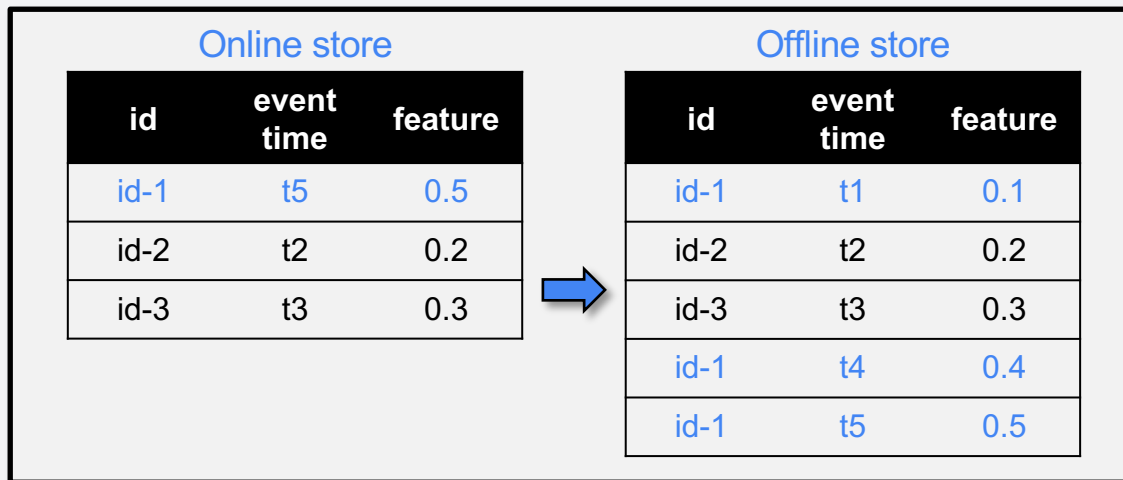 Online store
id event time feature
id-1 t5 0.5
id-2 t2 0.2
id-3 t3 0.3
Offline store
id event time feature
id-1 t1 0.1
id-2 t2 0.2
id-3 t3 0.3
id-1 t4 0.4
id-1 t5 0.5